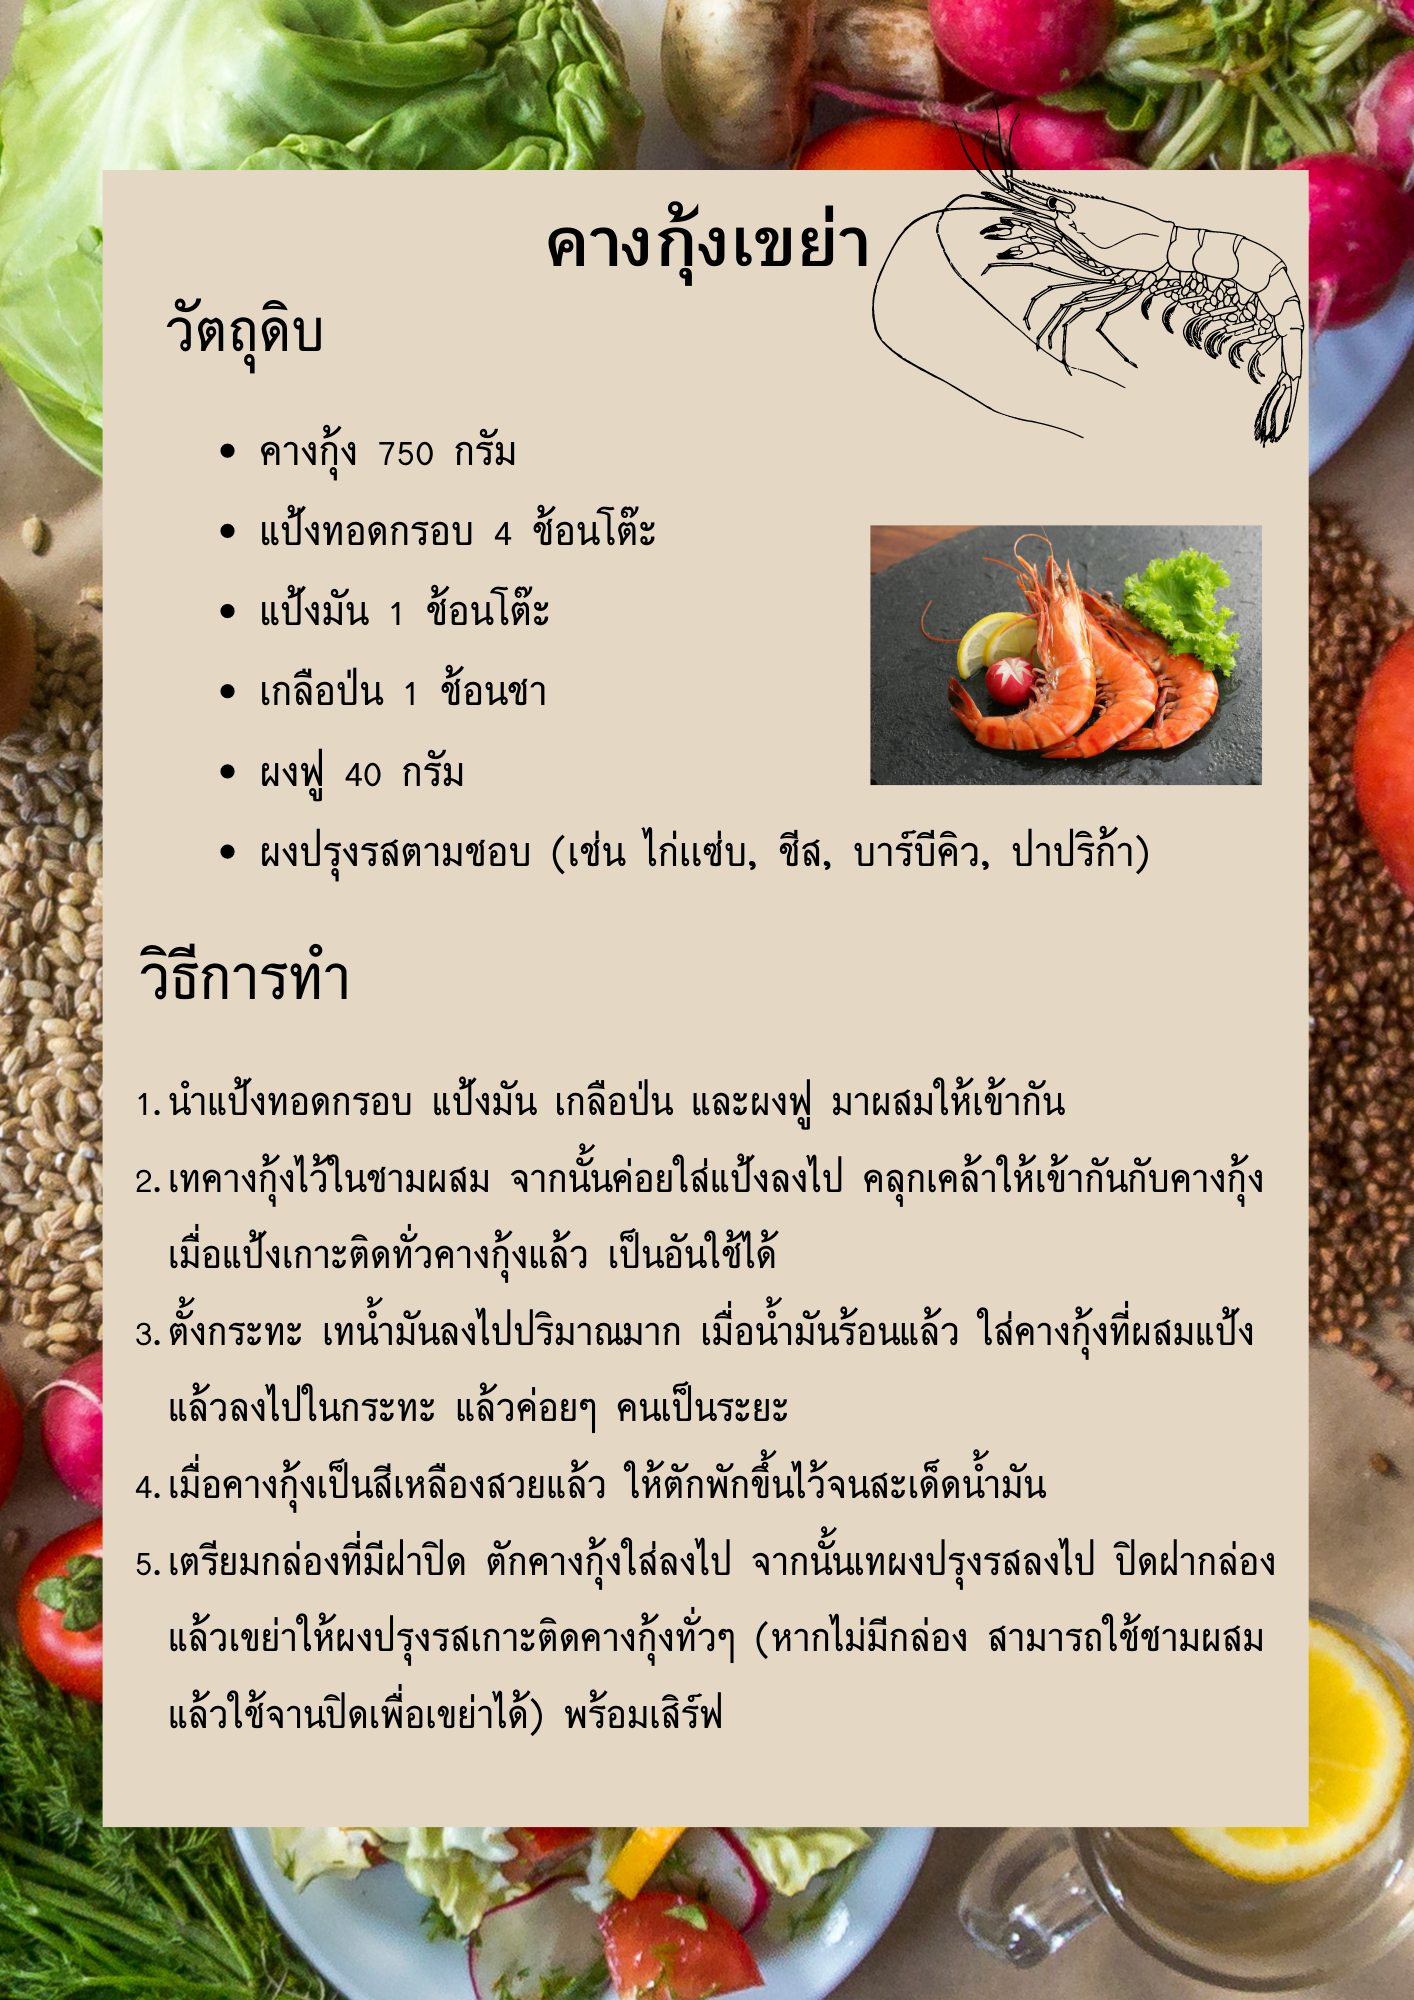 คางกุ้งเขย่า
วัตถุดิบ
• คางกุ้ง 750 กรัม
• แป้งทอดกรอบ 4 ช้อนโต๊ะ
• แป้งมัน 1 ช้อนโต๊ะ
• เกลือป่น 1 ช้อนชา
• ผงฟู 40 กรัม
• ผงปรุงรสตามชอบ (เช่น ไก่แซ่บ, ชีส, บาร์บีคิว, ปาปริก้า)
วิธีการทำ
1. นำแป้งทอดกรอบ แป้งมัน เกลือป่น และผงฟู มาผสมให้เข้ากัน
2. เทคางกุ้งไว้ในชามผสม จากนั้นค่อยใส่แป้งลงไป คลุกเคล้าให้เข้ากันกับคางกุ้ง
เมื่อแป้งเกาะติดทั่วคางกุ้งแล้ว เป็นอันใช้ได้
3. ตั้งกระทะ เทน้ำมันลงไปปริมาณมาก เมื่อน้ำมันร้อนแล้ว ใส่คางกุ้งที่ผสมแป้ง
แล้วลงไปในกระทะ แล้วค่อยๆ คนเป็นระยะ
4. เมื่อคางกุ้งเป็นสีเหลืองสวยแล้ว ให้ตักพักขึ้นไว้จนสะเด็ดน้ำมัน
5. เตรียมกล่องที่มีฝาปิด ตักคางกุ้งใส่ลงไป จากนั้นเทผงปรุงรสลงไป ปิดฝากล่อง
แล้วเขย่าให้ผงปรุงรสเกาะติดคางกุ้งทั่วๆ (หากไม่มีกล่อง สามารถใช้ชามผสม
แล้วใช้จานปิดเพื่อเขย่าได้) พร้อมเสิร์ฟ